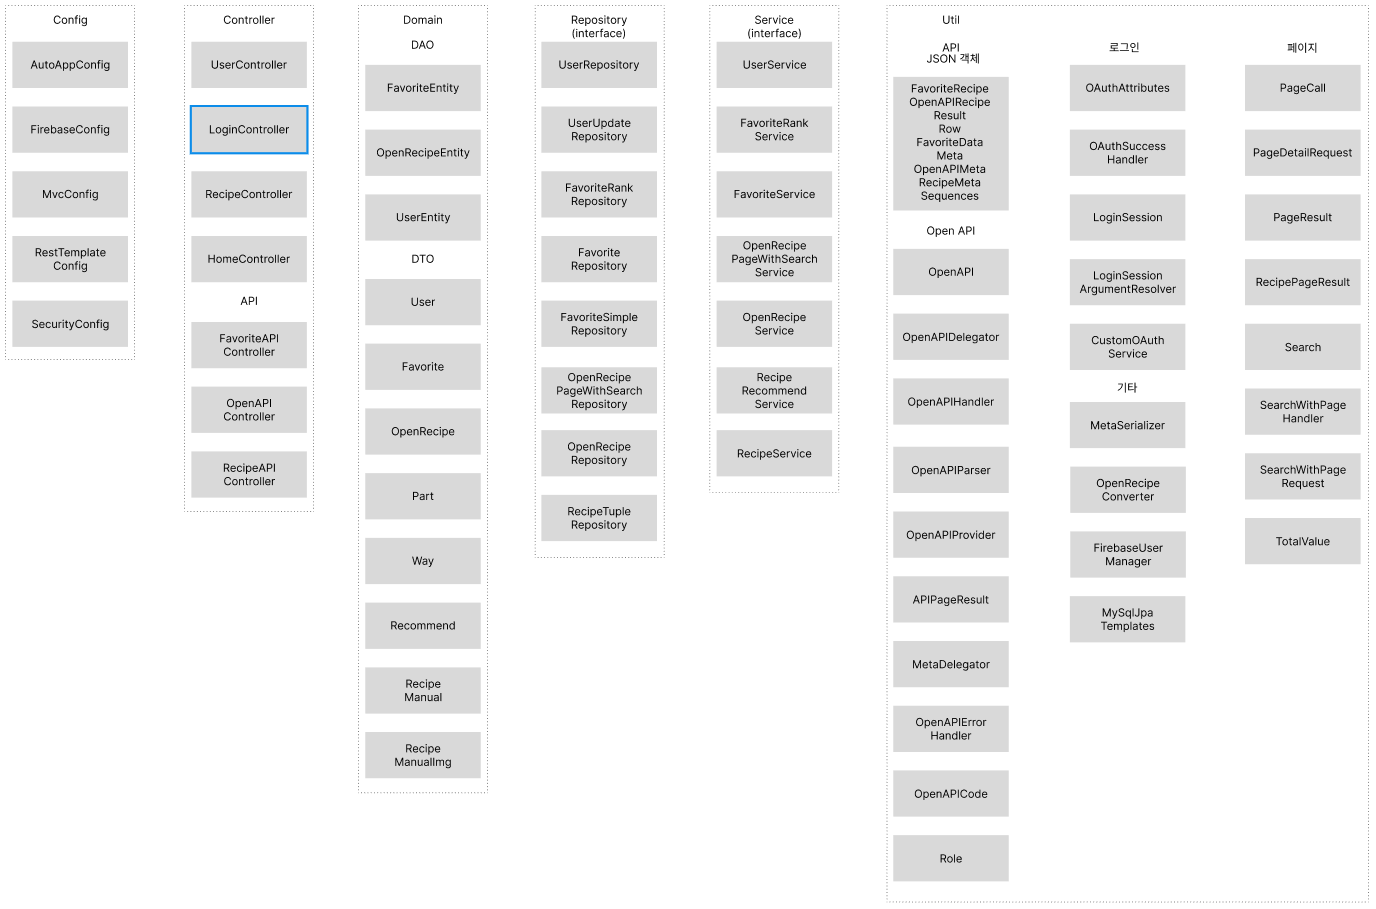 Config
AutoAppConfig
FirebaseConfig
MvcConfig
RestTemplate
Config
SecurityConfig
Controller
UserController
LoginController
RecipeController
HomeController
API
FavoriteAPI
Controller
OpenAPI
Controller
RecipeAPI
Controller
Domain
DAO
FavoriteEntity
OpenRecipeEntity
UserEntity
DTO
User
Favorite
OpenRecipe
Part
Way
Recommend
Recipe
Manual
Recipe
ManualImg
Repository
(interface)
UserRepository
UserUpdate
Repository
FavoriteRank
Repository
Favorite
Repository
FavoriteSimple
Repository
OpenRecipe
PageWithSearch
Repository
OpenRecipe
Repository
RecipeTuple
Repository
Service
(interface)
UserService
FavoriteRank
Service
FavoriteService
OpenRecipe
PageWithSearch
Service
OpenRecipe
Service
Recipe
Recommend
Service
RecipeService
Util
API
JSON 객체
FavoriteRecipe
OpenAPIRecipe
Result
Row
FavoriteData
Meta
OpenAPIMeta
RecipeMeta
Sequences
Open API
OpenAPI
OpenAPIDelegator
OpenAPIHandler
OpenAPIParser
OpenAPIProvider
APIPageResult
MetaDelegator
OpenAPIError
Handler
OpenAPICode
Role
로그인
OAuthAttributes
OAuthSuccess
Handler
LoginSession
LoginSession
ArgumentResolver
CustomOAuth
Service
기타
MetaSerializer
OpenRecipe
Converter
FirebaseUser
Manager
MySqlJpa
Templates
페이지
PageCall
PageDetailRequest
PageResult
RecipePageResult
Search
SearchWithPage
Handler
SearchWithPage
Request
TotalValue